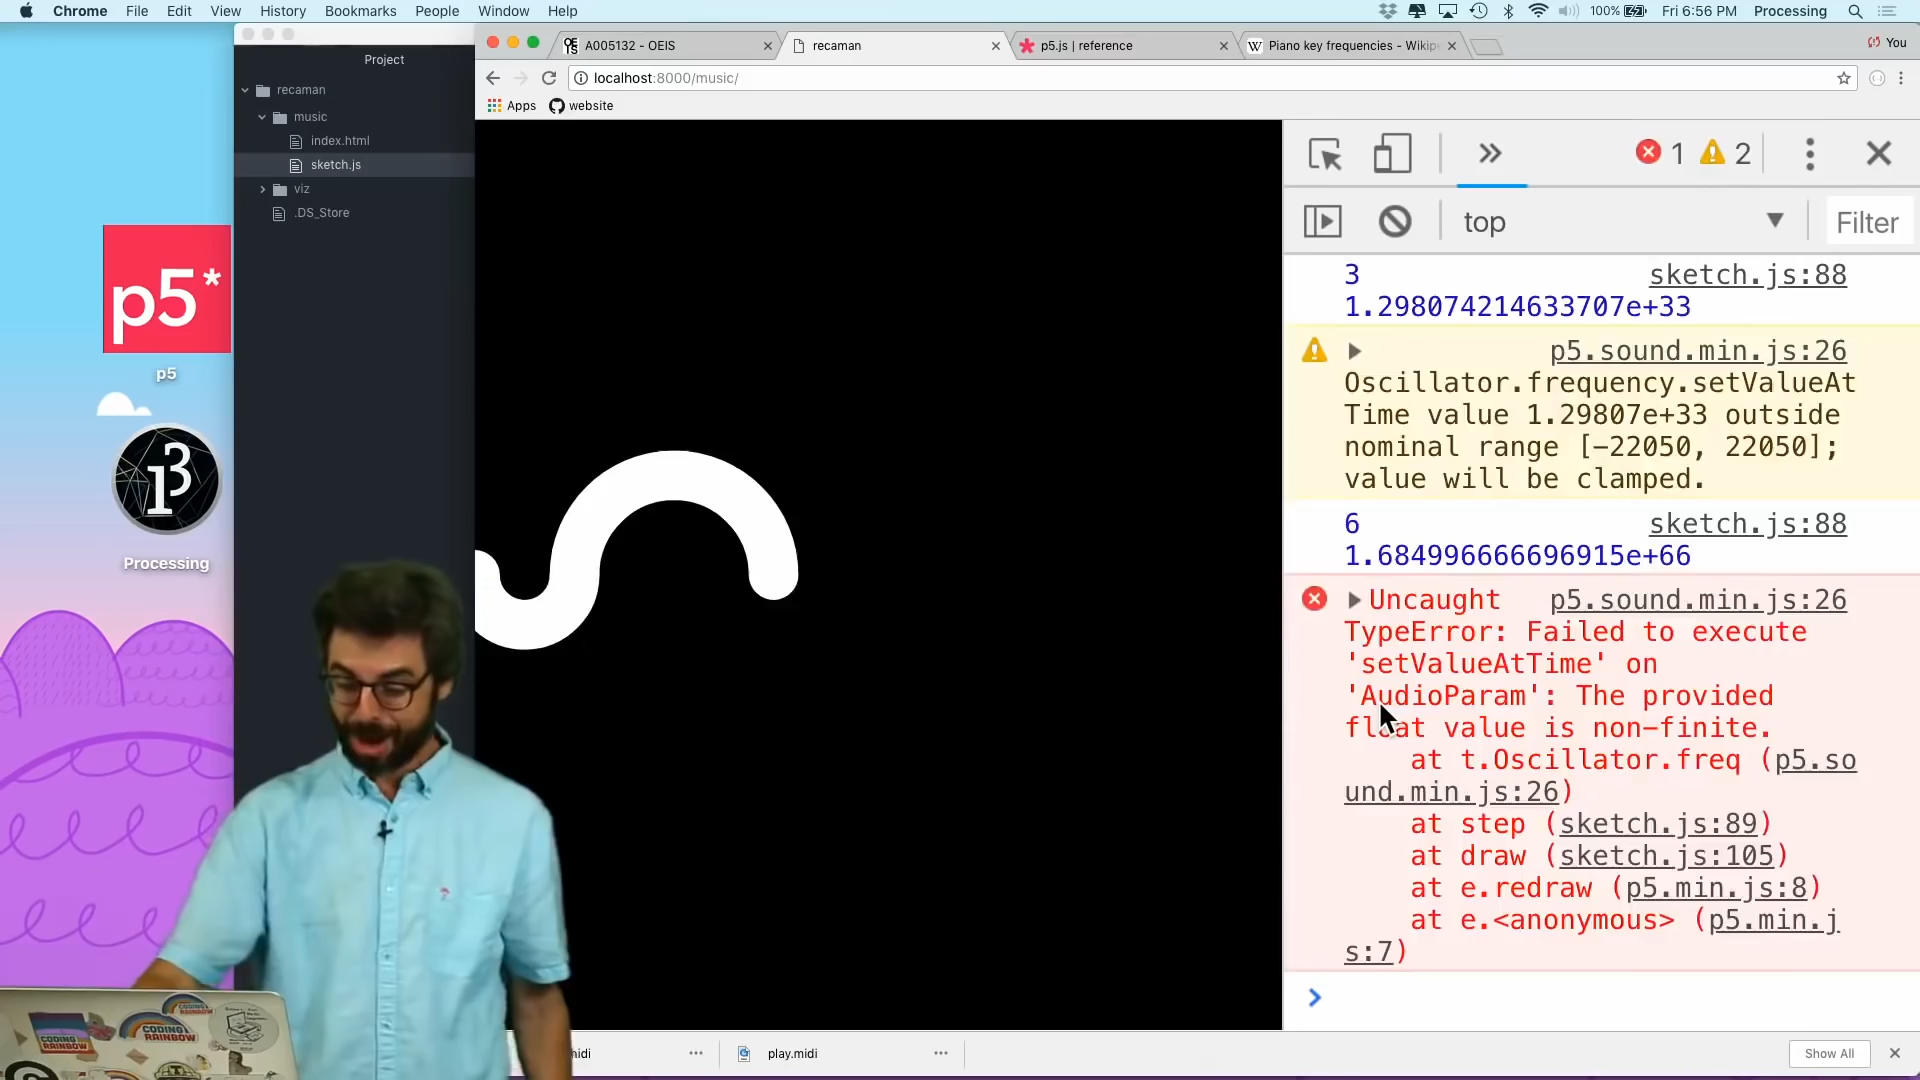 Chrome File Edit View History Bookmarks People Window Help 100% Fri 6:56 PM Processing
A005132 - OEIS recaman p5.js | reference Piano key frequencies - Wikip You
Project
localhost:8000/music/
recaman
Apps website
music
index.html
1 2
sketch.js
viz
.DS_Store
top Filter
p5*
3 sketch.js:88
1.298074214633707e+33
p5.sound.min.js:26
p5
Oscillator.frequency.setValueAt
Time value 1.29807e+33 outside
nominal range [-22050, 22050];
value will be clamped.
6 sketch.js:88
1.684996666696915e+66
Processing
Uncaught p5.sound.min.js:26
TypeError: Failed to execute
'setValueAtTime' on
'AudioParam': The provided
float value is non-finite.
at t.Oscillator.freq (p5.so
und.min.js:26)
at step (sketch.js:89)
at draw (sketch.js:105)
at e.redraw (p5.min.js:8)
at e.<anonymous> (p5.min.j
s:7)
CODING
RAINBOW
CODING
RAINBOW
CODING
RAINBOW
play.midi Show All